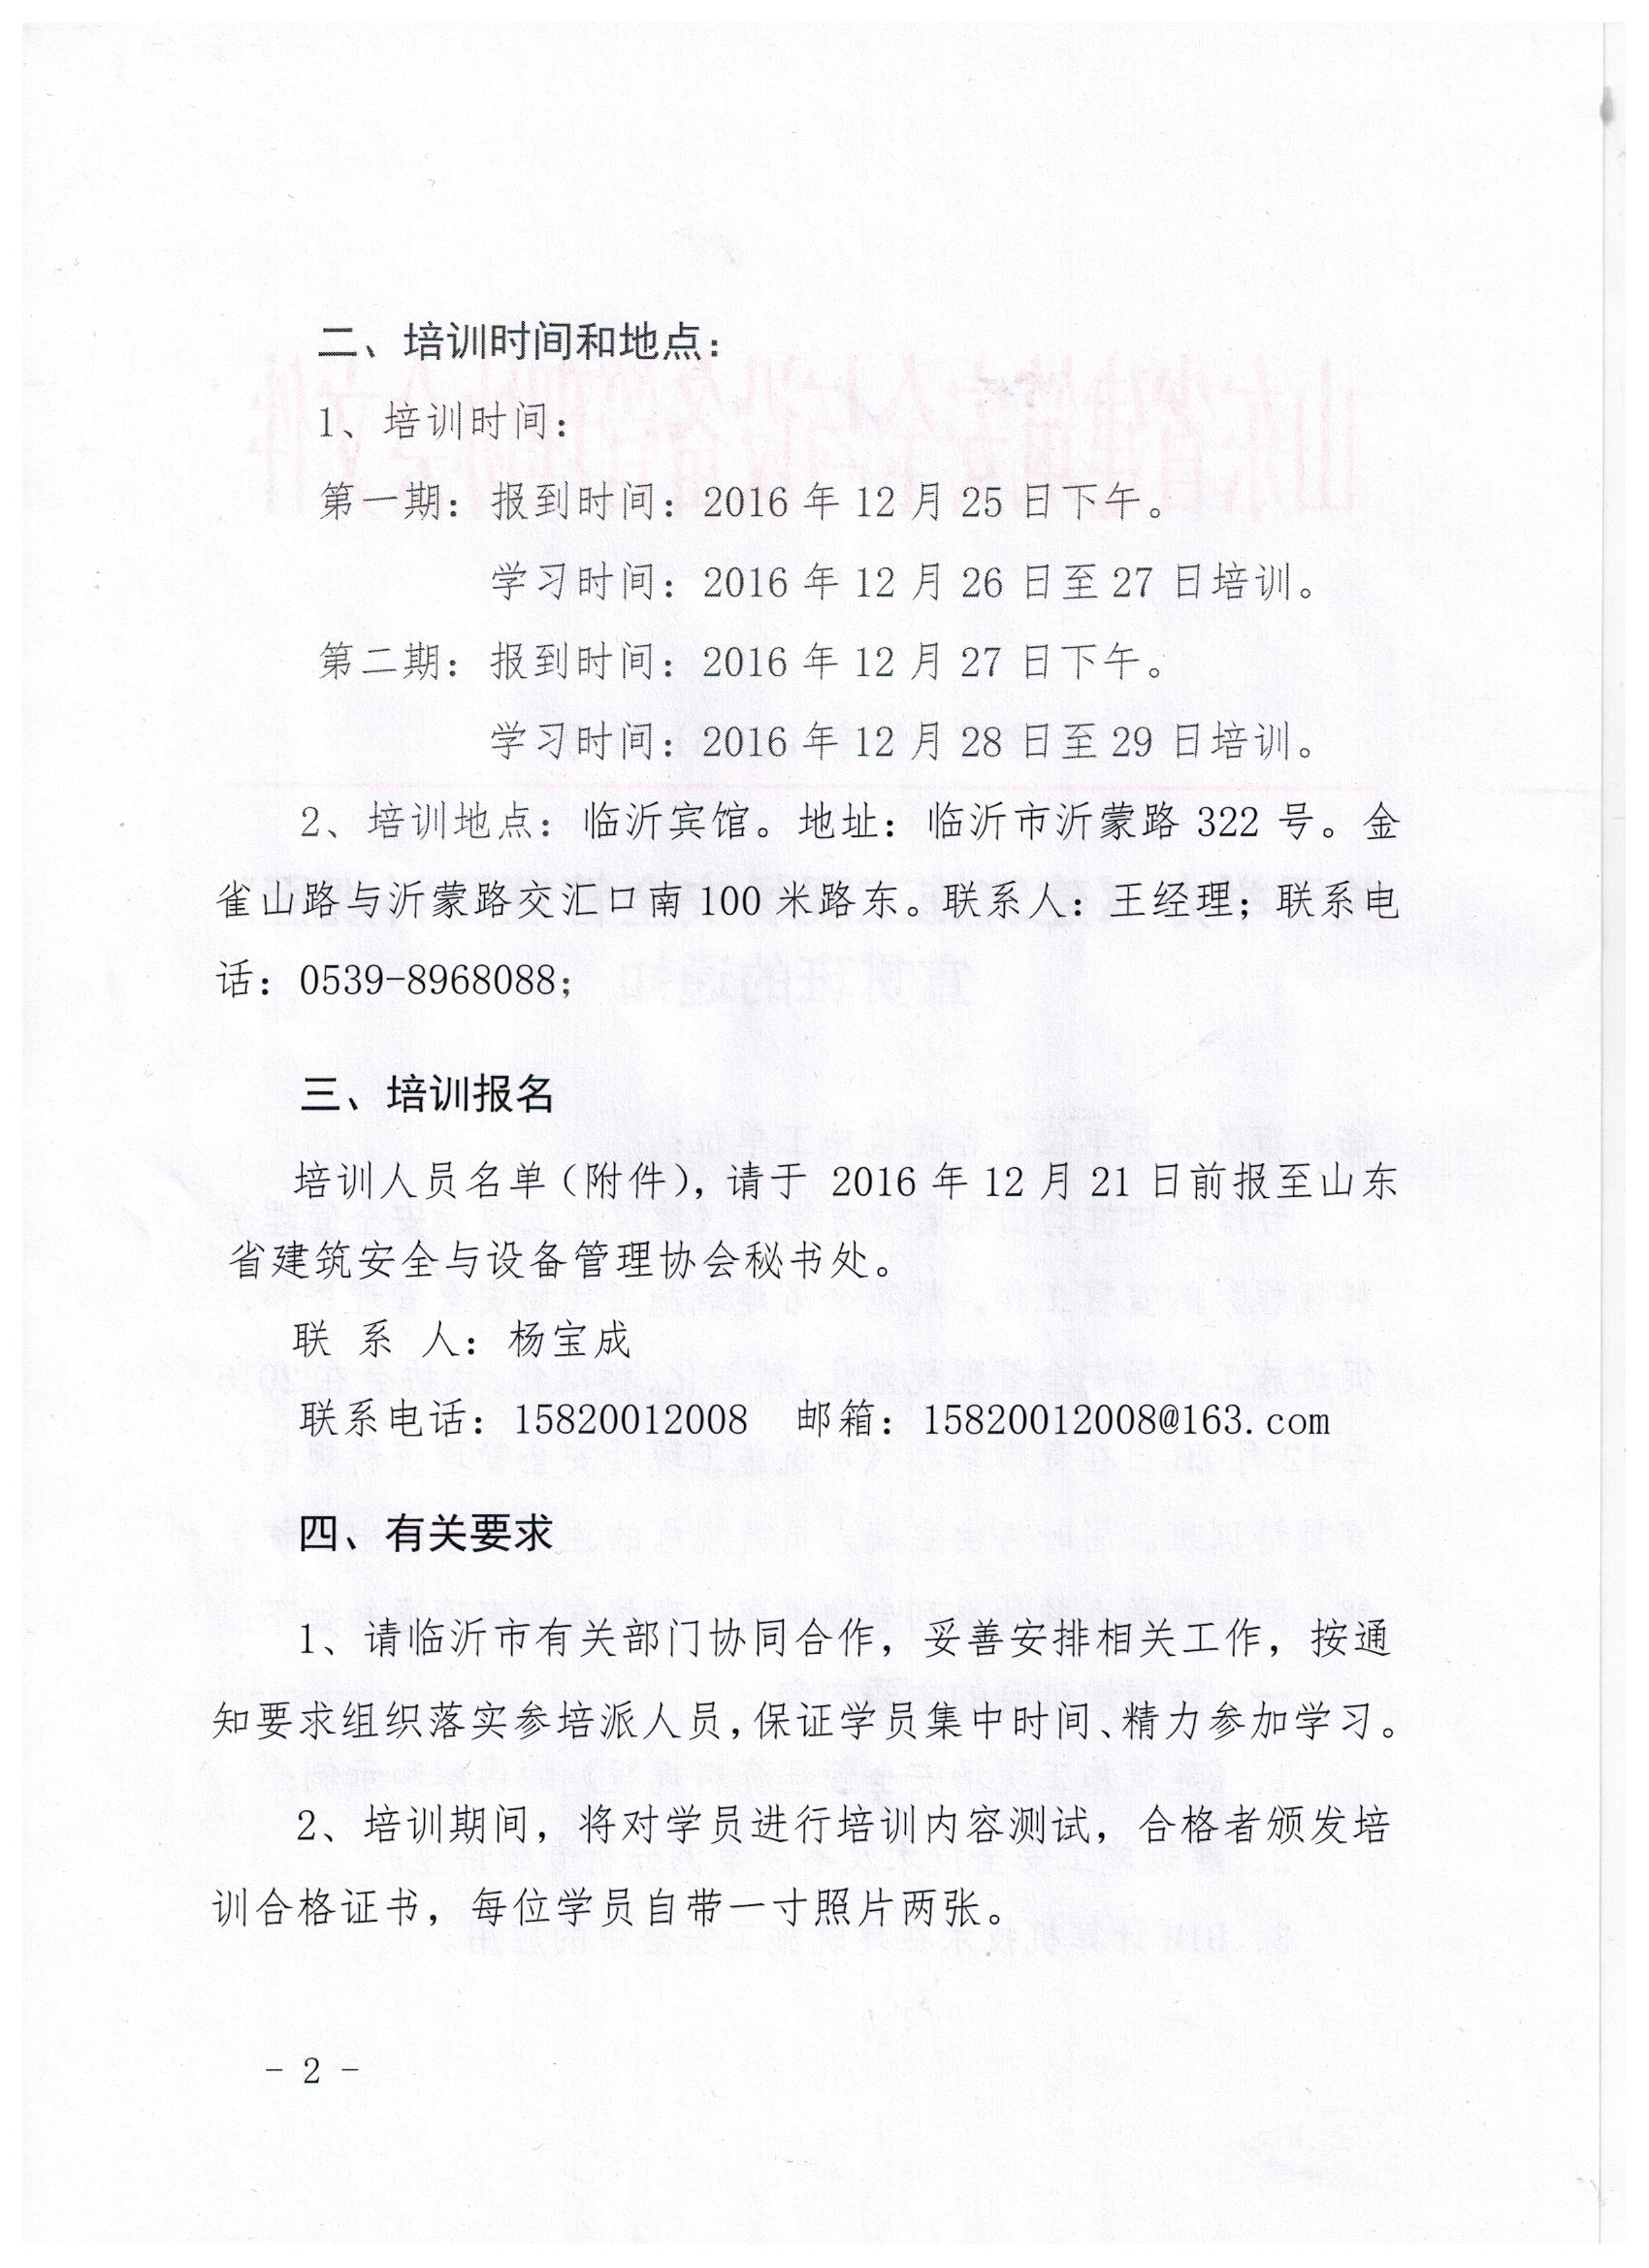 二、培训时间和地点：
1、培训时间：
第一期：报到时间：2016 年 12 月 25 日下午。
学习时间：2016 年 12 月 26 日至 27 日培训。
第二期：报到时间：2016 年 12 月 27 日下午。
学习时间：2016 年 12 月 28 日至 29 日培训。
2、培训地点：临沂宾馆。地址：临沂市沂蒙路 322 号。金
雀山路与沂蒙路交汇口南 100 米路东。联系人：王经理；联系电
话：0539-8968088；
三、培训报名
培训人员名单（附件），请于 2016 年 12 月 21 日前报至山东
省建筑安全与设备管理协会秘书处。
联 系 人：杨宝成
联系电话：15820012008 邮箱：15820012008@163.com
四、有关要求
1、请临沂市有关部门协同合作，妥善安排相关工作，按通
知要求组织落实参培派人员，保证学员集中时间、精力参加学习。
2、培训期间，将对学员进行培训内容测试，合格者颁发培
训合格证书，每位学员自带一寸照片两张。
- 2 -